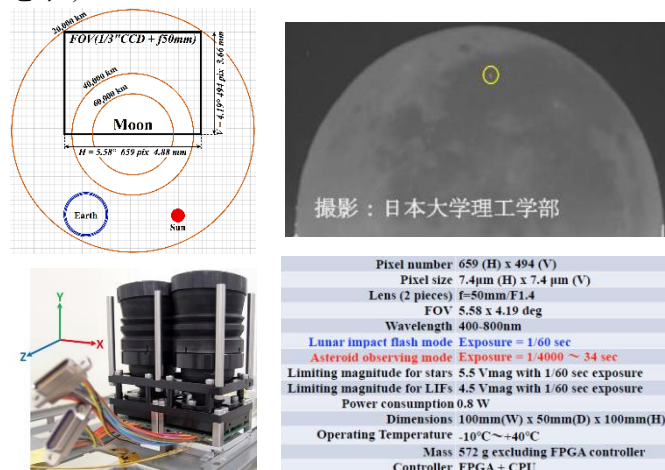 20,000 km
FOV(1/3"CCD + f50mm)
40,000 km
60,000 km
V = 4.19° 494 pix 3.66 mm
Moon
H = 5.58° 659 pix 4.88 mm
Earth
Sun
撮影：日本大学理工学部
Y
X
Z
Pixel number 659 (H) x 494 (V)
Pixel size 7.4μm (H) x 7.4 μm (V)
Lens (2 pieces) f=50mm/F1.4
FOV 5.58 x 4.19 deg
Wavelength 400-800nm
Lunar impact flash mode Exposure = 1/60 sec
Asteroid observing mode Exposure = 1/4000 ～ 34 sec
Limiting magnitude for stars 5.5 Vmag with 1/60 sec exposure
Limiting magnitude for LIFs 4.5 Vmag with 1/60 sec exposure
Power consumption 0.8 W
Dimensions 100mm(W) x 50mm(D) x 100mm(H)
Operating Temperature -10°C～+40°C
Mass 572 g excluding FPGA controller
Controller FPGA + CPU